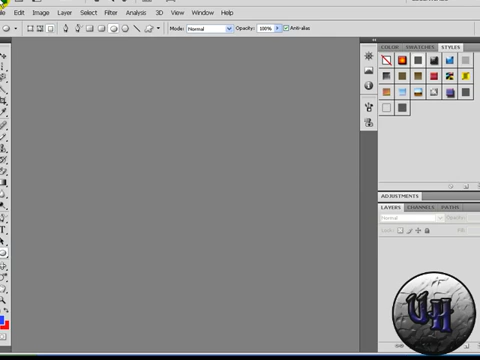 Edit Image Layer Select Filter Analysis 3D View Window Help
Mode: Normal Opacity: 100% Anti-alias
COLOR SWATCHES STYLES
ADJUSTMENTS
LAYERS CHANNELS PATHS
Normal Opacity:
Lock: Fill:
UH